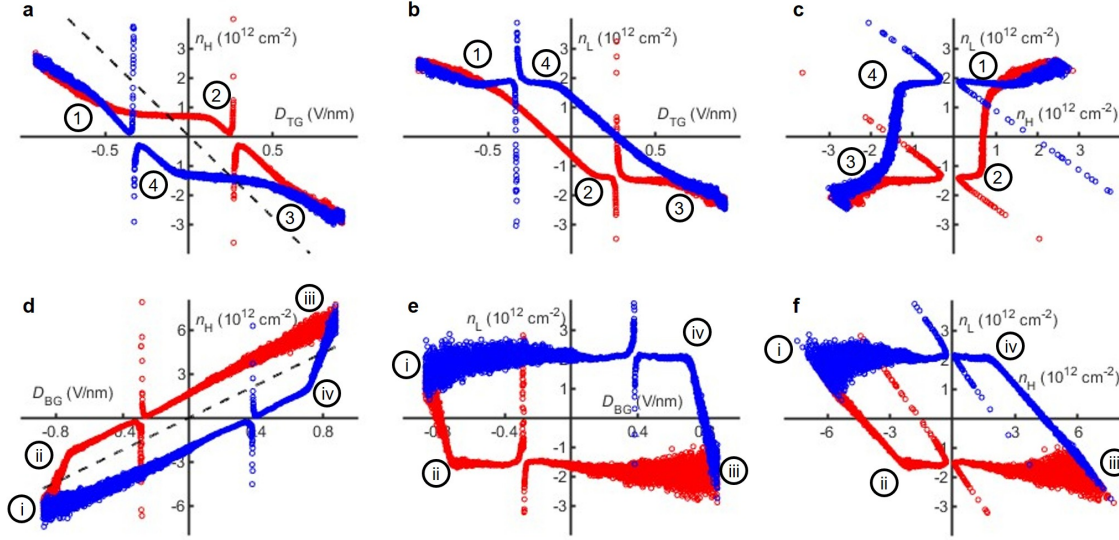 a
n_H (10^12 cm^-2)
D_TG (V/nm)
3
2
1
-1
-2
-3
-0.5
0.5
1
2
3
4
b
n_L (10^12 cm^-2)
3
2
1
-1
-2
-3
-0.5
0.5
1
4
2
3
c
n_L (10^12 cm^-2)
n_H (10^12 cm^-2)
3
2
1
-1
-2
-3
-3
-2
-1
1
2
3
4
1
3
2
d
n_H (10^12 cm^-2)
D_BG (V/nm)
6
3
-3
-6
-0.8
-0.4
0.4
0.8
iii
iv
ii
i
e
n_L (10^12 cm^-2)
D_BG (V/nm)
3
1
-1
-2
-3
-0.8
-0.4
0.4
i
iv
ii
iii
f
n_L (10^12 cm^-2)
n_H (10^12 cm^-2)
3
1
-1
-2
-3
-6
-3
3
6
i
iv
ii
iii